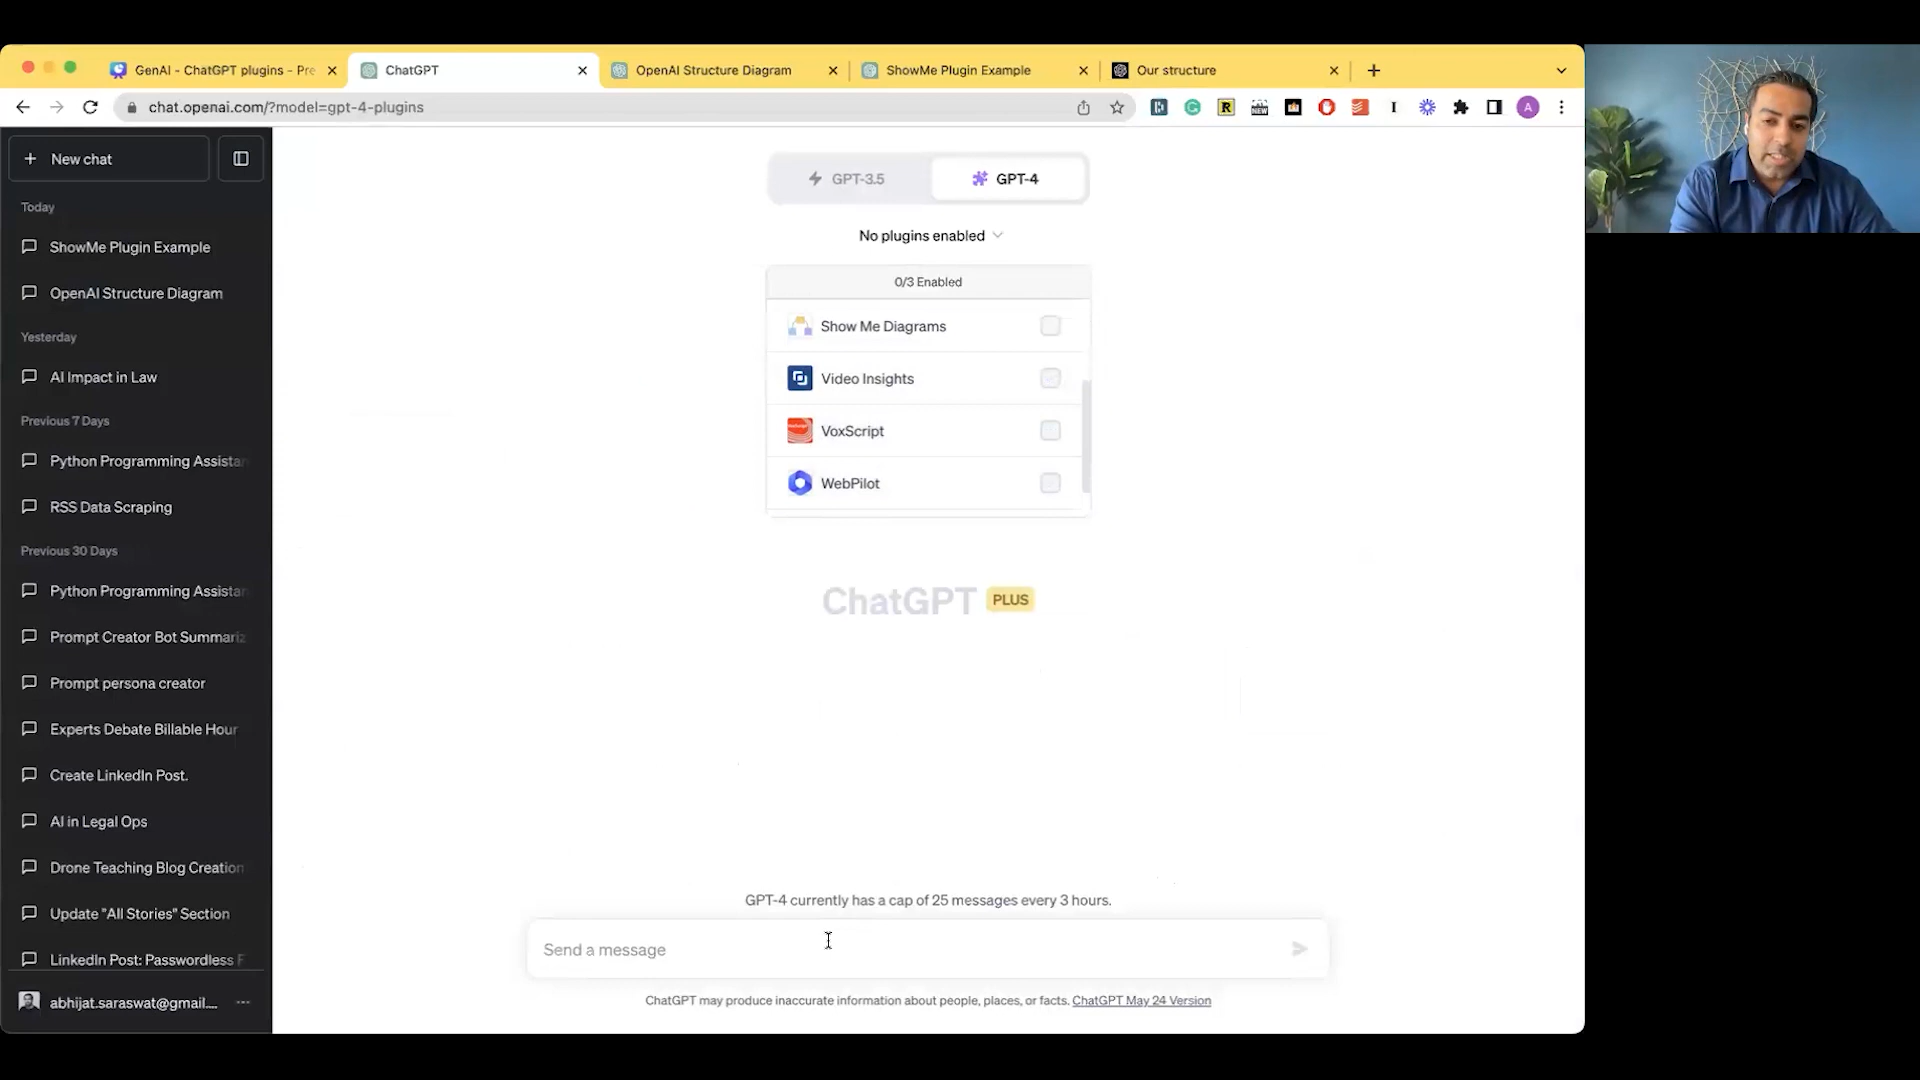 GenAI - ChatGPT plugins - Pre
ChatGPT
OpenAI Structure Diagram
ShowMe Plugin Example
Our structure
chat.openai.com/?model=gpt-4-plugins
New chat
Today
ShowMe Plugin Example
OpenAI Structure Diagram
Yesterday
AI Impact in Law
Previous 7 Days
Python Programming Assistan
RSS Data Scraping
Previous 30 Days
Python Programming Assistan
Prompt Creator Bot Summariz
Prompt persona creator
Experts Debate Billable Hour
Create LinkedIn Post.
AI in Legal Ops
Drone Teaching Blog Creation
Update "All Stories" Section
LinkedIn Post: Passwordless F
abhijat.saraswat@gmail....
GPT-3.5
GPT-4
No plugins enabled
0/3 Enabled
Show Me Diagrams
Video Insights
VoxScript
WebPilot
ChatGPT PLUS
GPT-4 currently has a cap of 25 messages every 3 hours.
Send a message
ChatGPT may produce inaccurate information about people, places, or facts. ChatGPT May 24 Version